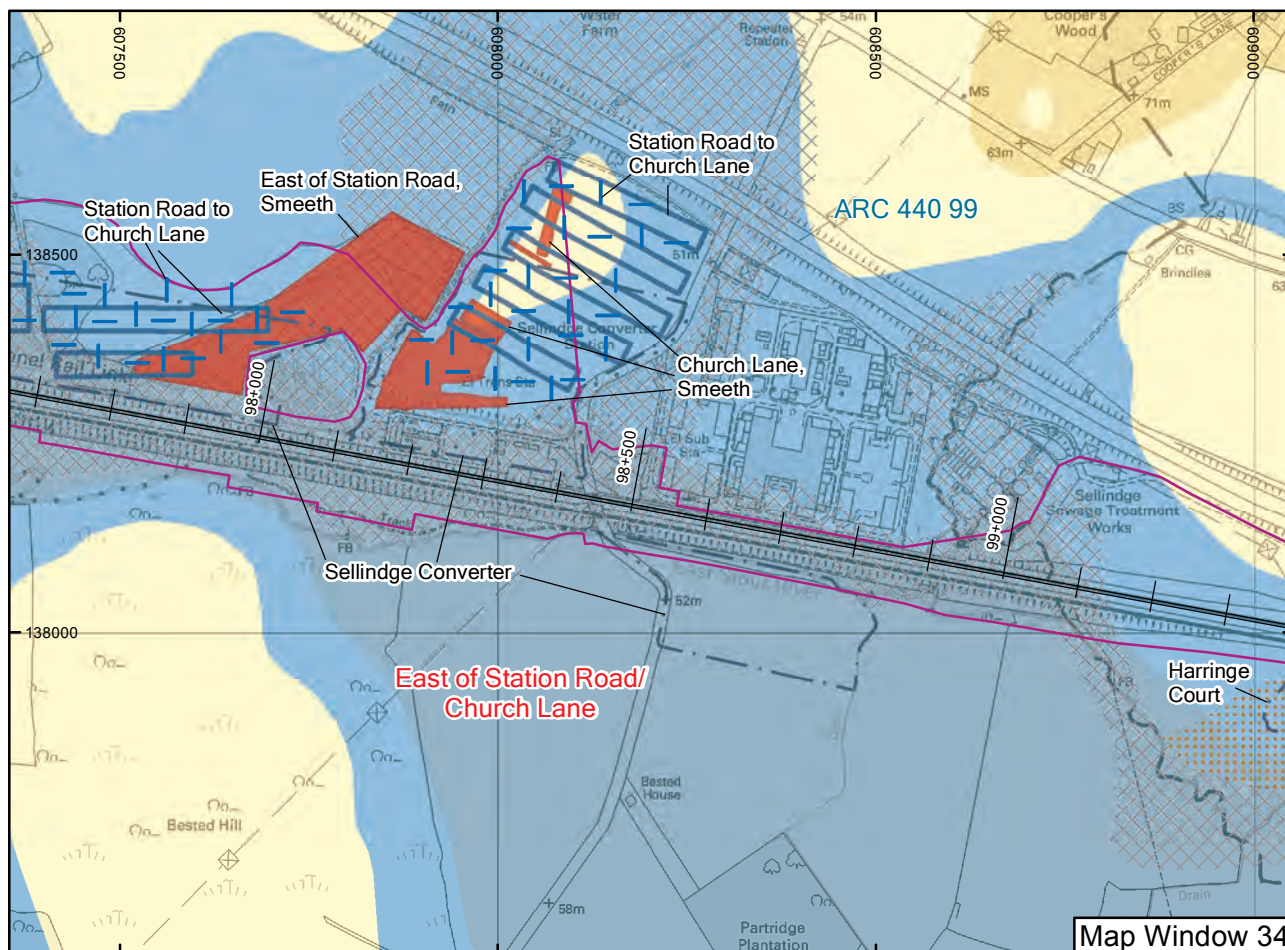 607500
608000
608500
609000
Water
Farm
Repeater
Station
54m
Cooper's
Wood
COOPER'S LANE
MS
71m
63m
Station Road to
Church Lane
East of Station Road,
Smeeth
Station Road to
Church Lane
ARC 440 99
BS
138500
51m
CG
Brindles
Sellindge Converter
Station
Church Lane,
Smeeth
El Sub
Sta
98+000
98+500
99+000
Sellindge
Sewage Treatment
Works
Track
FB
Sellindge Converter
52m
138000
East of Station Road/
Church Lane
Harringe
Court
FB
Bested
House
Bested Hill
58m
Partridge
Plantation
Drain
Map Window 34